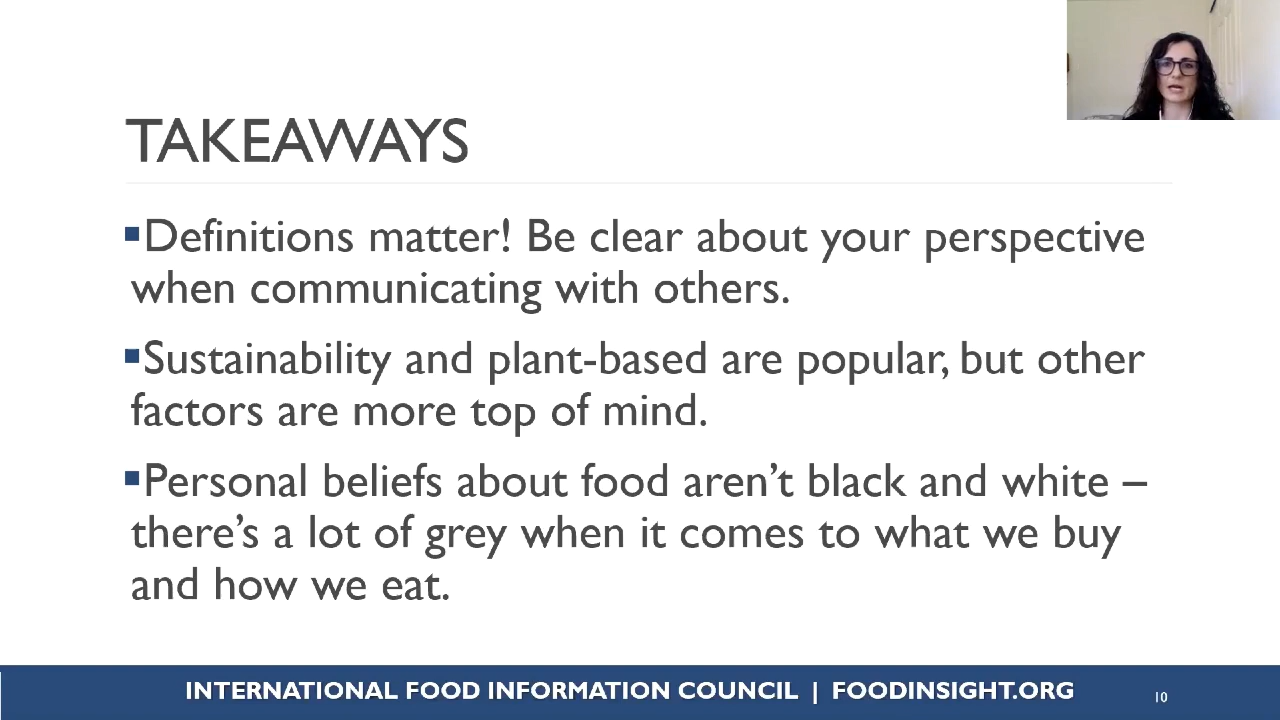 TAKEAWAYS
▪Definitions matter! Be clear about your perspective
when communicating with others.
▪Sustainability and plant-based are popular, but other
factors are more top of mind.
▪Personal beliefs about food aren’t black and white –
there’s a lot of grey when it comes to what we buy
and how we eat.
INTERNATIONAL FOOD INFORMATION COUNCIL | FOODINSIGHT.ORG
10